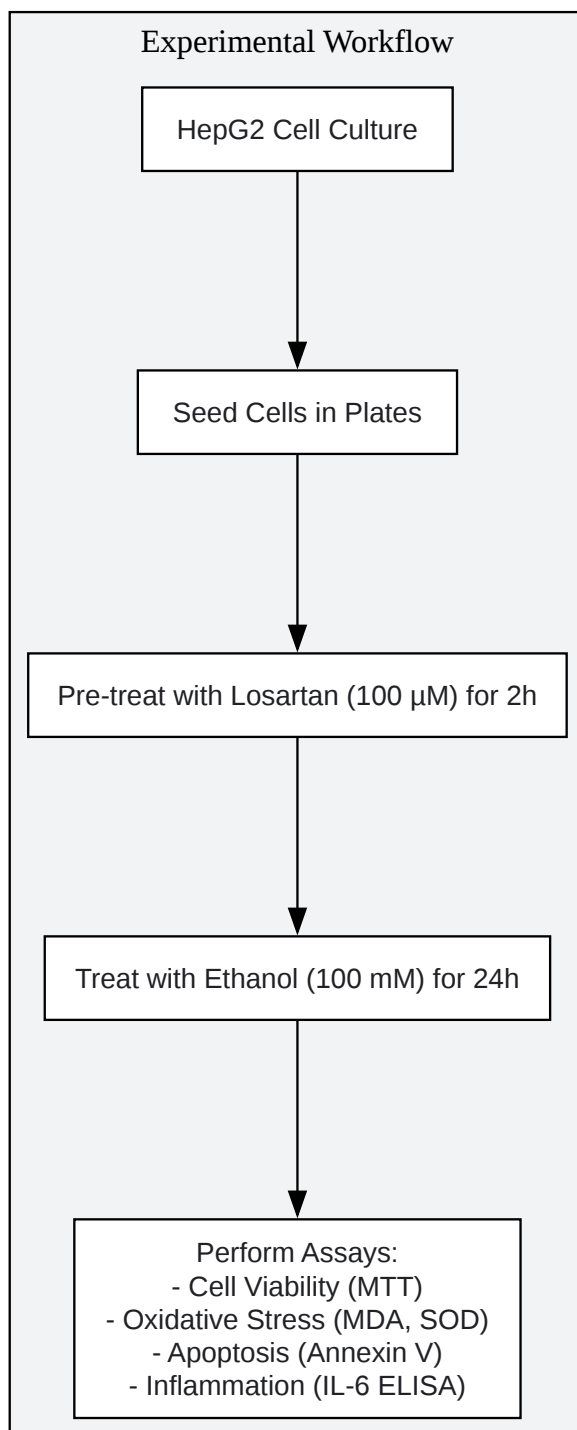 Experimental Workflow
HepG2 Cell Culture
Seed Cells in Plates
Pre-treat with Losartan (100 µM) for 2h
Treat with Ethanol (100 mM) for 24h
Perform Assays:
- Cell Viability (MTT)
- Oxidative Stress (MDA, SOD)
- Apoptosis (Annexin V)
- Inflammation (IL-6 ELISA)